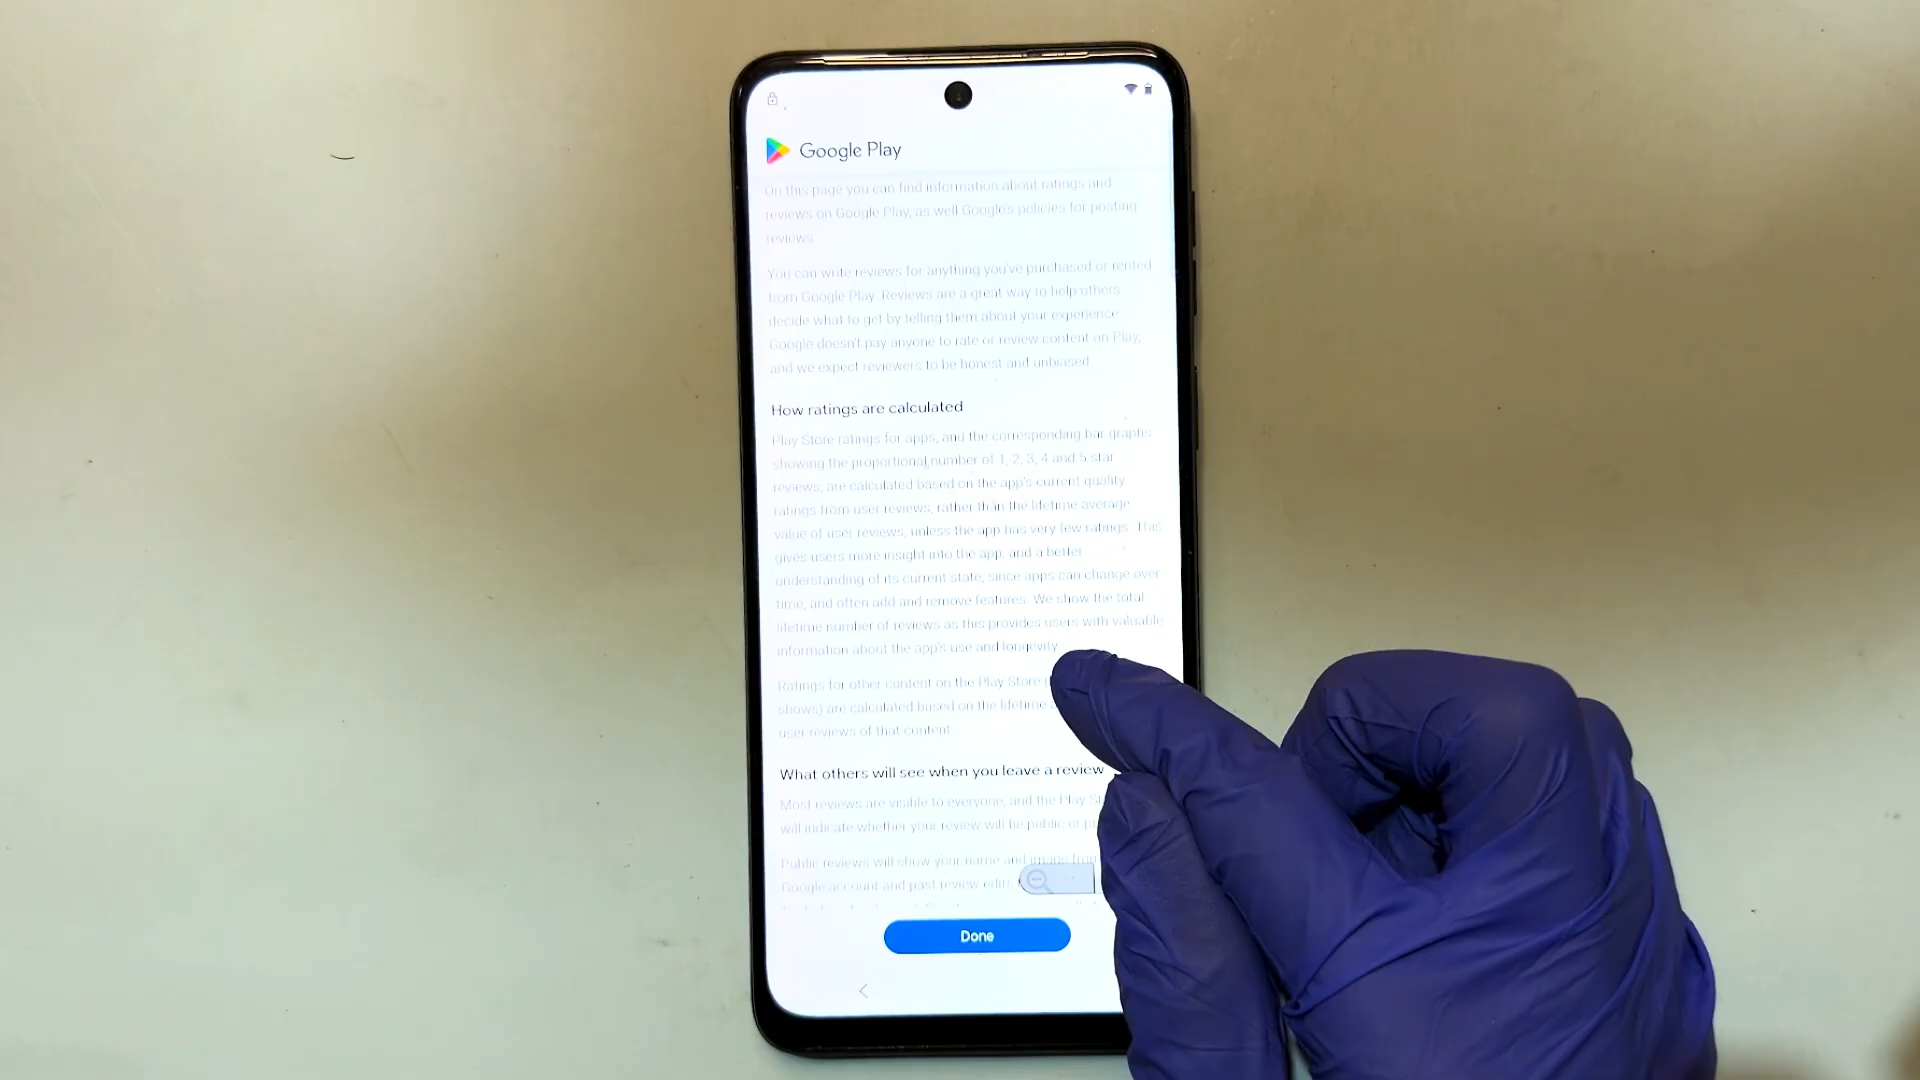 Google Play
On this page you can find information about ratings and
reviews on Google Play, as well Google's policies for posting
reviews
You can write reviews for anything you've purchased or rented
from Google Play. Reviews are a great way to help others
decide what to get by telling them about your experience
Google doesn't pay anyone to rate or review content on Play,
and we expect reviewers to be honest and unbiased
How ratings are calculated
Play Store ratings for apps, and the corresponding bar graphs
showing the proportional number of 1, 2, 3, 4 and 5 star
reviews, are calculated based on the app's current quality
ratings from user reviews, rather than the lifetime average
value of user reviews, unless the app has very few ratings. This
gives users more insight into the app, and a better
understanding of its current state, since apps can change over
time, and often add and remove features. We show the total
lifetime number of reviews as this provides users with valuable
information about the app's use and longevity
Ratings for other content on the Play Store
shows) are calculated based on the lifetime
user reviews of that content.
What others will see when you leave a review
Most reviews are visible to everyone, and the Play
will indicate whether your review will be public or
Public reviews will show your name and image from
Google account and past review edits
Done